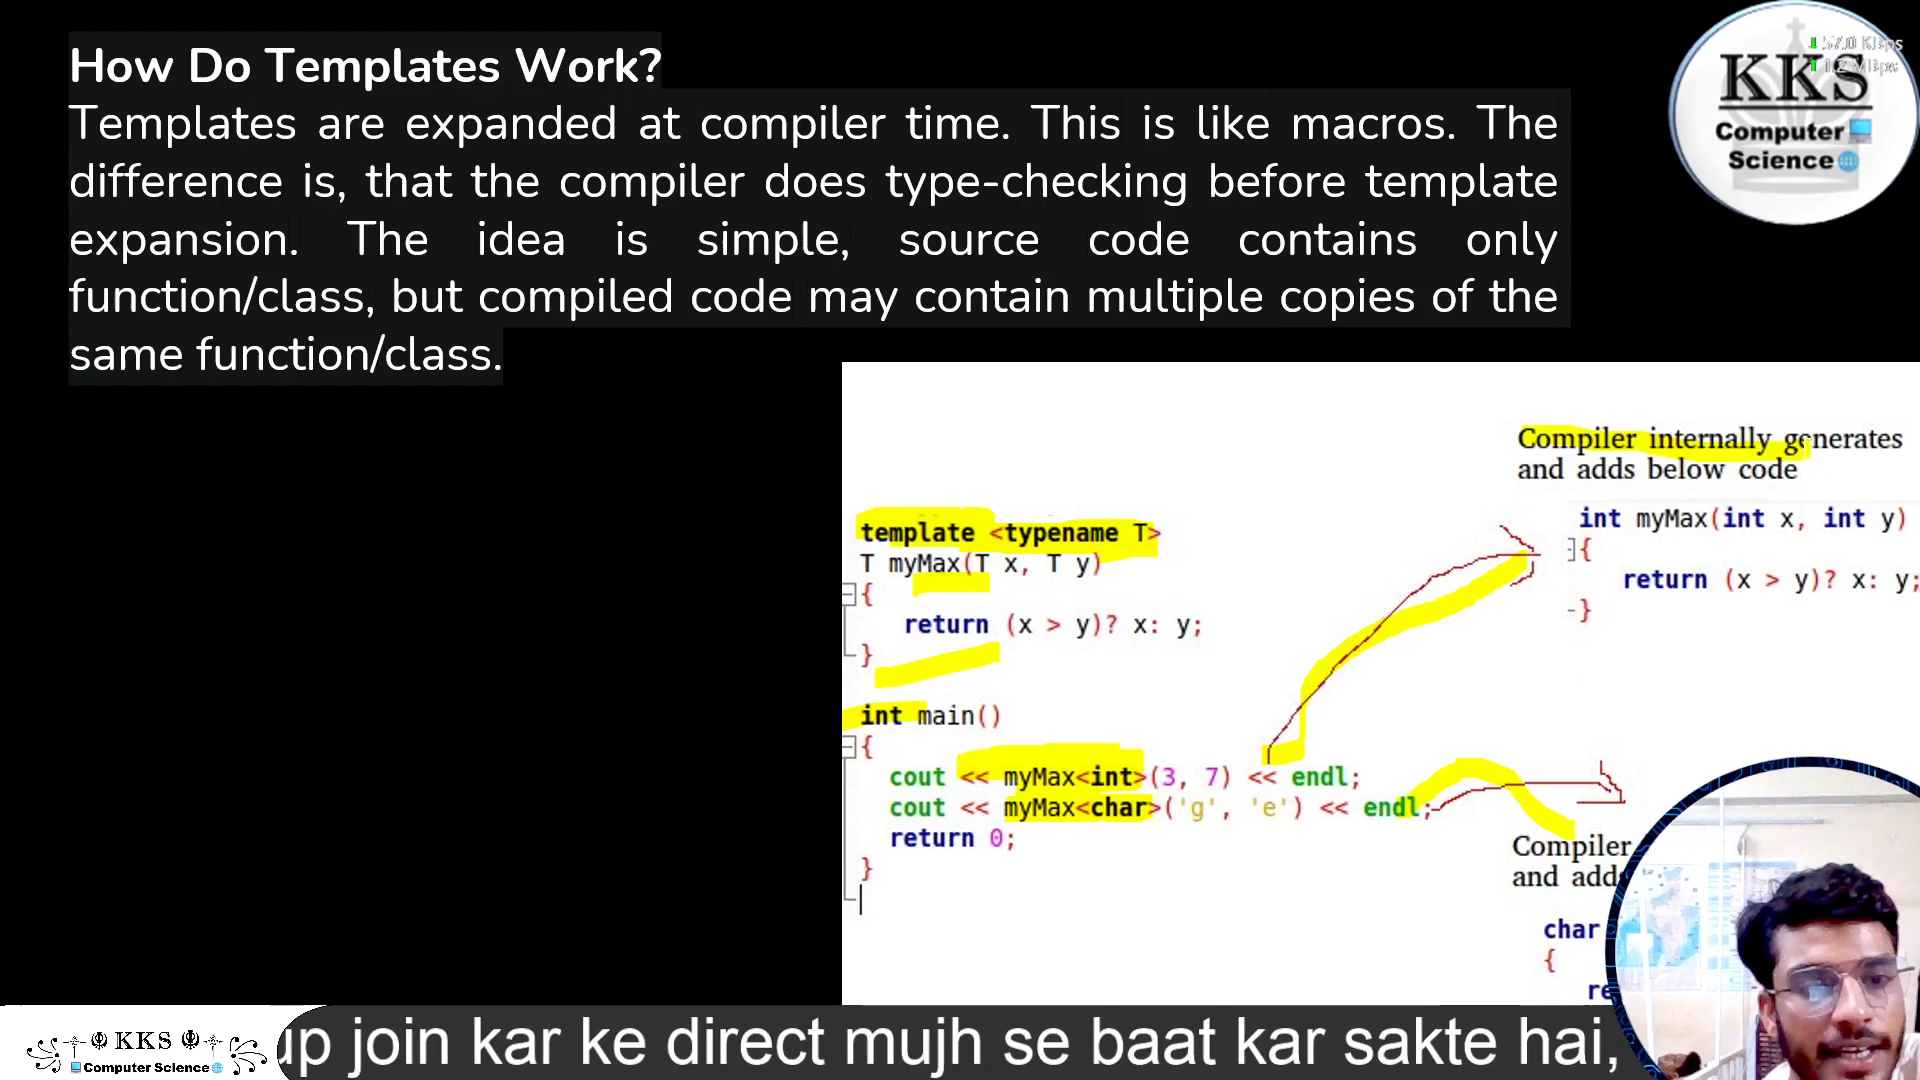 How Do Templates Work?
Templates are expanded at compiler time. This is like macros. The
difference is, that the compiler does type-checking before template
expansion. The idea is simple, source code contains only
function/class, but compiled code may contain multiple copies of the
same function/class.
KKS
Computer
Science
Compiler internally generates
and adds below code
int myMax(int x, int y)
{
return (x > y)? x: y;
}
template <typename T>
T myMax(T x, T y)
{
return (x > y)? x: y;
}
int main()
{
cout << myMax<int>(3, 7) << endl;
cout << myMax<char>('g', 'e') << endl;
return 0;
}
Compiler
and adds
char
{
KKS
Computer Science
up join kar ke direct mujh se baat kar sakte hai,